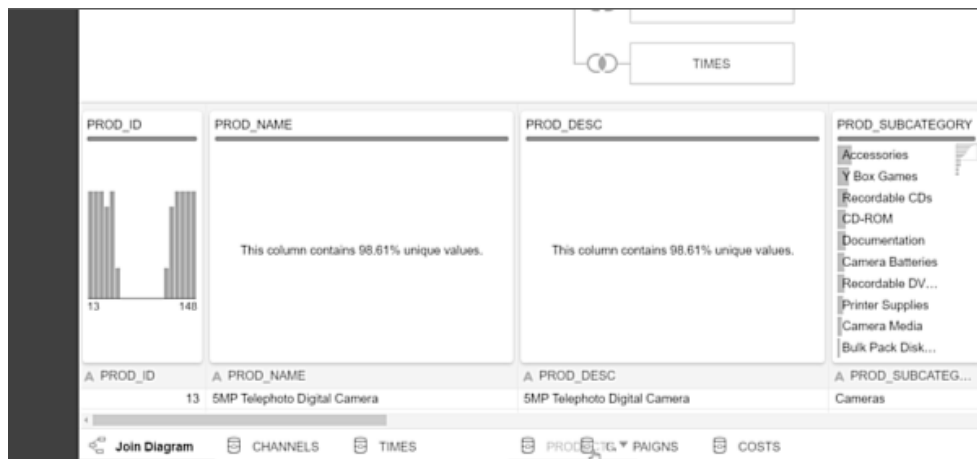 TIMES
PROD_ID PROD_NAME PROD_DESC PROD_SUBCATEGORY
Accessories
Y Box Games
Recordable CDs
CD-ROM
This column contains 98.61% unique values. This column contains 98.61% unique values.
Documentation
Camera Batteries
Recordable DV...
13 148
Printer Supplies
Camera Media
Bulk Pack Disk...
A PROD_ID A PROD_NAME A PROD_DESC A PROD_SUBCATEG...
13 5MP Telephoto Digital Camera 5MP Telephoto Digital Camera Cameras
Join Diagram CHANNELS TIMES COSTS